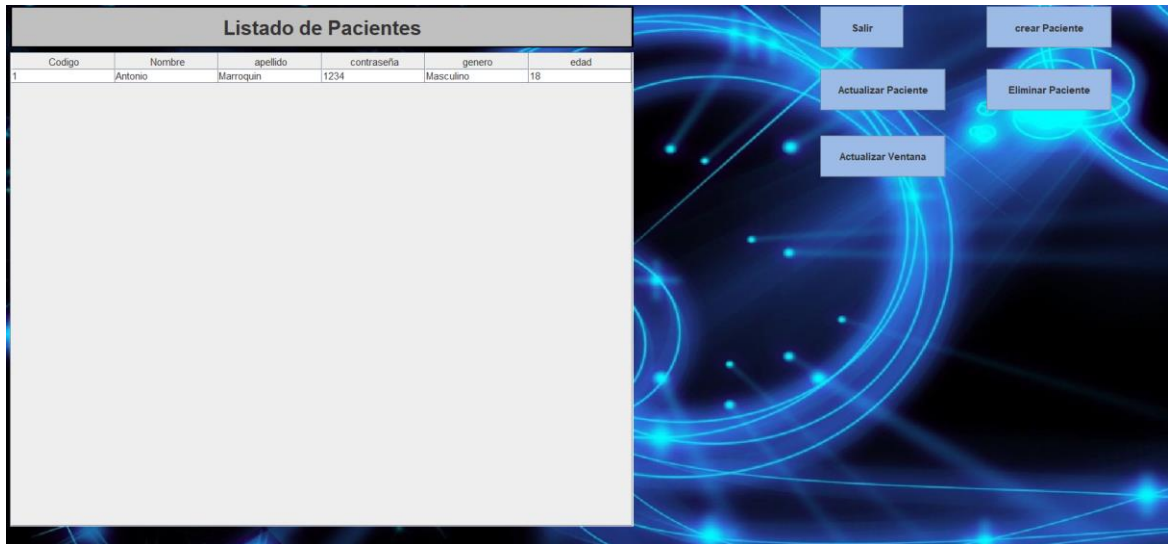 Listado de Pacientes
Codigo Nombre apellido contraseña genero edad
1 Antonio Marroquin 1234 Masculino 18
Salir crear Paciente
Actualizar Paciente Eliminar Paciente
Actualizar Ventana